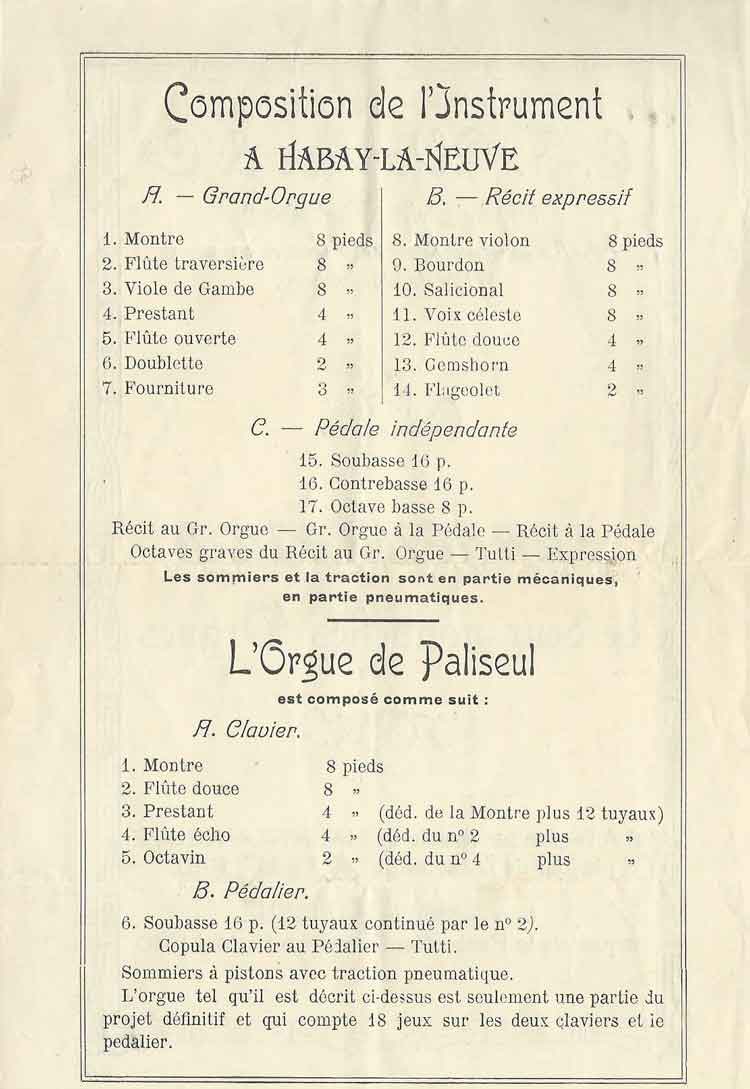 Composition de l'Instrument
A HABAY-LA-NEUVE
A. — Grand-Orgue
1. Montre 8 pieds
2. Flûte traversière 8 „
3. Viole de Gambe 8 „
4. Prestant 4 „
5. Flûte ouverte 4 „
6. Doublette 2 „
7. Fourniture 3 „
B. — Récit expressif
8. Montre violon 8 pieds
9. Bourdon 8 „
10. Salicional 8 „
11. Voix céleste 8 „
12. Flûte douce 4 „
13. Gemshorn 4 „
14. Flageolet 2 „
C. — Pédale indépendante
15. Soubasse 16 p.
16. Contrebasse 16 p.
17. Octave basse 8 p.
Récit au Gr. Orgue — Gr. Orgue à la Pédale — Récit à la Pédale
Octaves graves du Récit au Gr. Orgue — Tutti — Expression
Les sommiers et la traction sont en partie mécaniques,
en partie pneumatiques.
L'Orgue de Paliseul
est composé comme suit :
A. Clavier.
1. Montre 8 pieds
2. Flûte douce 8 „
3. Prestant 4 „ (déd. de la Montre plus 12 tuyaux)
4. Flûte écho 4 „ (déd. du nº 2 plus „
5. Octavin 2 „ (déd. du nº 4 plus „
B. Pédalier.
6. Soubasse 16 p. (12 tuyaux continué par le nº 2).
Copula Clavier au Pédalier — Tutti.
Sommiers à pistons avec traction pneumatique.
L'orgue tel qu'il est décrit ci-dessus est seulement une partie du
projet définitif et qui compte 18 jeux sur les deux claviers et le
pedalier.